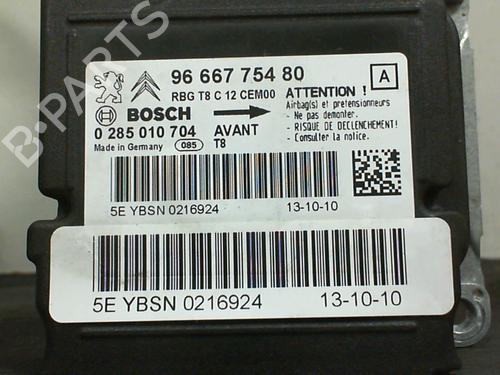 96 667 754 80
A
RBG T8 C 12 CEM00
ATTENTION !
Airbag(s) et pretensionneurs
- Ne pas demonter.
- RISQUE DE DECLENCHEMENT!
- Consulter la notice.
BOSCH
0 285 010 704 AVANT
Made in Germany 085 T8
5E YBSN 0216924 13-10-10
5E YBSN 0216924 13-10-10
B-PARTS